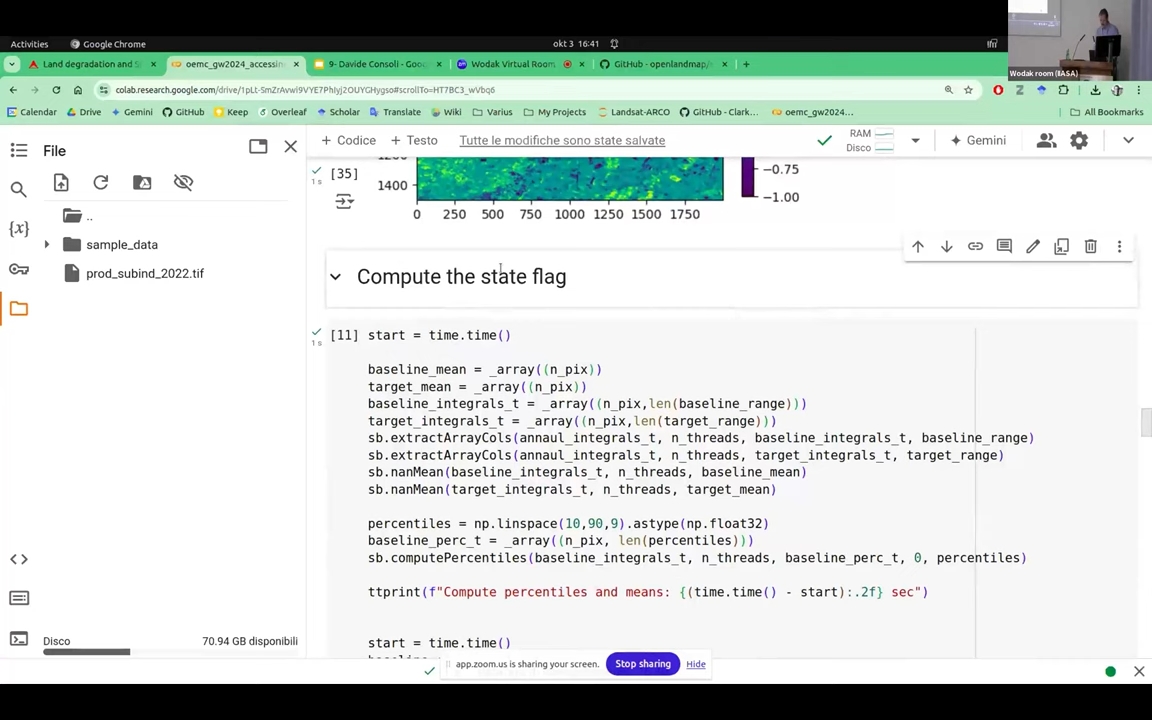 Activities
Google Chrome
okt 3 16:41
Land degradation and S
oemc_gw2024_accessing
9- Davide Consoli - Googl
Wodak Virtual Room
GitHub - openlandmap/
Wodak room (IIASA)
Calendar
Drive
Gemini
GitHub
Keep
Overleaf
Scholar
Translate
Wiki
Varius
My Projects
Landsat-ARCO
GitHub - Clark...
oemc_gw2024...
All Bookmarks
File
+ Codice
+ Testo
Tutte le modifiche sono state salvate
RAM
Disco
Gemini
..
sample_data
prod_subind_2022.tif
[35]
1s
1400
0 250 500 750 1000 1250 1500 1750
−0.75
−1.00
Compute the state flag
[11] start = time.time()
1s
baseline_mean = _array((n_pix))
target_mean = _array((n_pix))
baseline_integrals_t = _array((n_pix,len(baseline_range)))
target_integrals_t = _array((n_pix,len(target_range)))
sb.extractArrayCols(annaul_integrals_t, n_threads, baseline_integrals_t, baseline_range)
sb.extractArrayCols(annaul_integrals_t, n_threads, target_integrals_t, target_range)
sb.nanMean(baseline_integrals_t, n_threads, baseline_mean)
sb.nanMean(target_integrals_t, n_threads, target_mean)
percentiles = np.linspace(10,90,9).astype(np.float32)
baseline_perc_t = _array((n_pix, len(percentiles)))
sb.computePercentiles(baseline_integrals_t, n_threads, baseline_perc_t, 0, percentiles)
ttprint(f"Compute percentiles and means: {(time.time() - start):.2f} sec")
start = time.time()
Disco
70.94 GB disponibili
app.zoom.us is sharing your screen.
Stop sharing
Hide